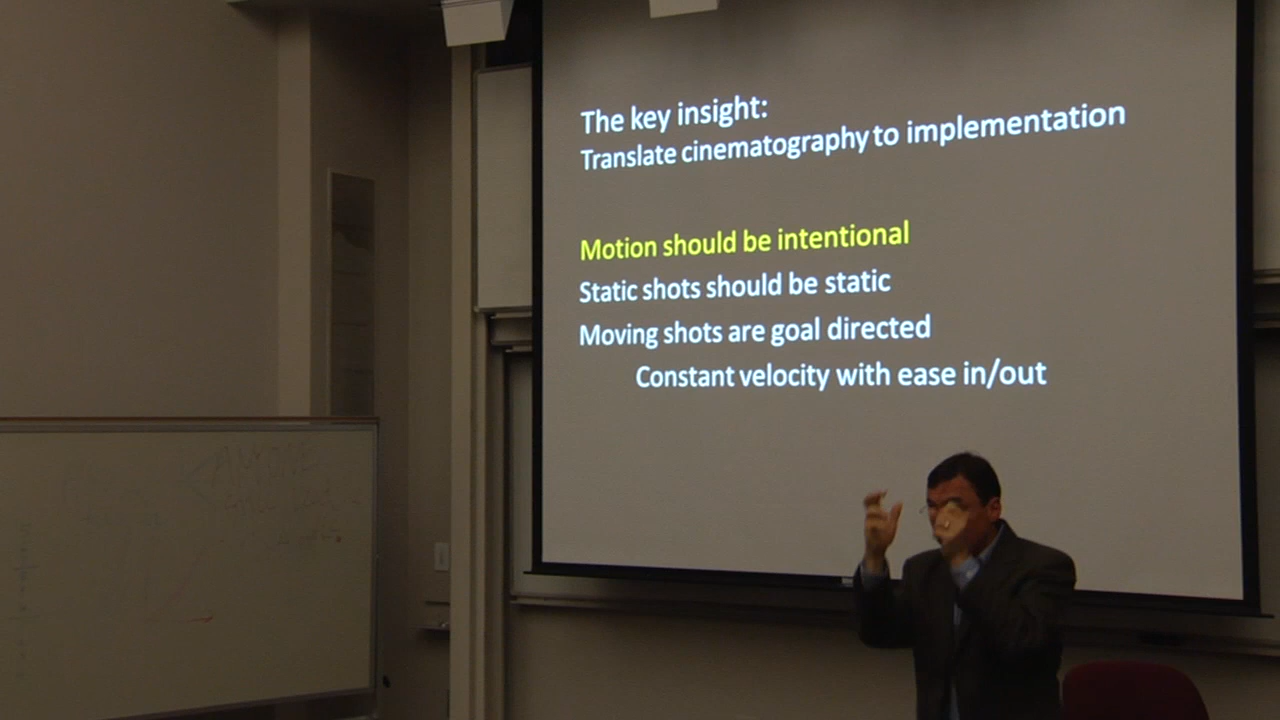 The key insight:
Translate cinematography to implementation
Motion should be intentional
Static shots should be static
Moving shots are goal directed
Constant velocity with ease in/out